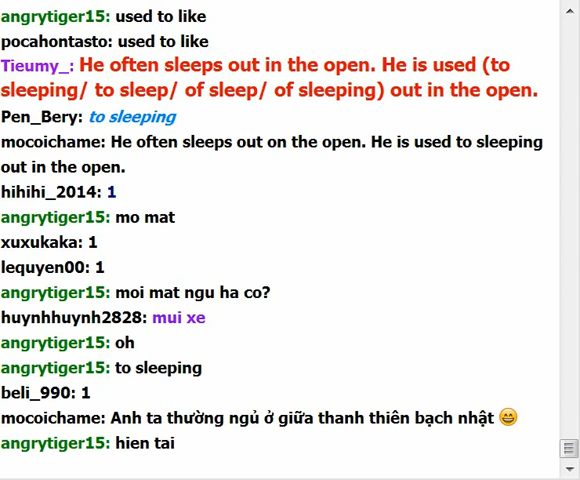 angrytiger15: used to like
pocahontasto: used to like
Tieumy_: He often sleeps out in the open. He is used (to
sleeping/ to sleep/ of sleep/ of sleeping) out in the open.
Pen_Bery: to sleeping
mocoichame: He often sleeps out on the open. He is used to sleeping
out in the open.
hihihi_2014: 1
angrytiger15: mo mat
xuxukaka: 1
lequyen00: 1
angrytiger15: moi mat ngu ha co?
huynhhuynh2828: mui xe
angrytiger15: oh
angrytiger15: to sleeping
beli_990: 1
mocoichame: Anh ta thường ngủ ở giữa thanh thiên bạch nhật 😄
angrytiger15: hien tai